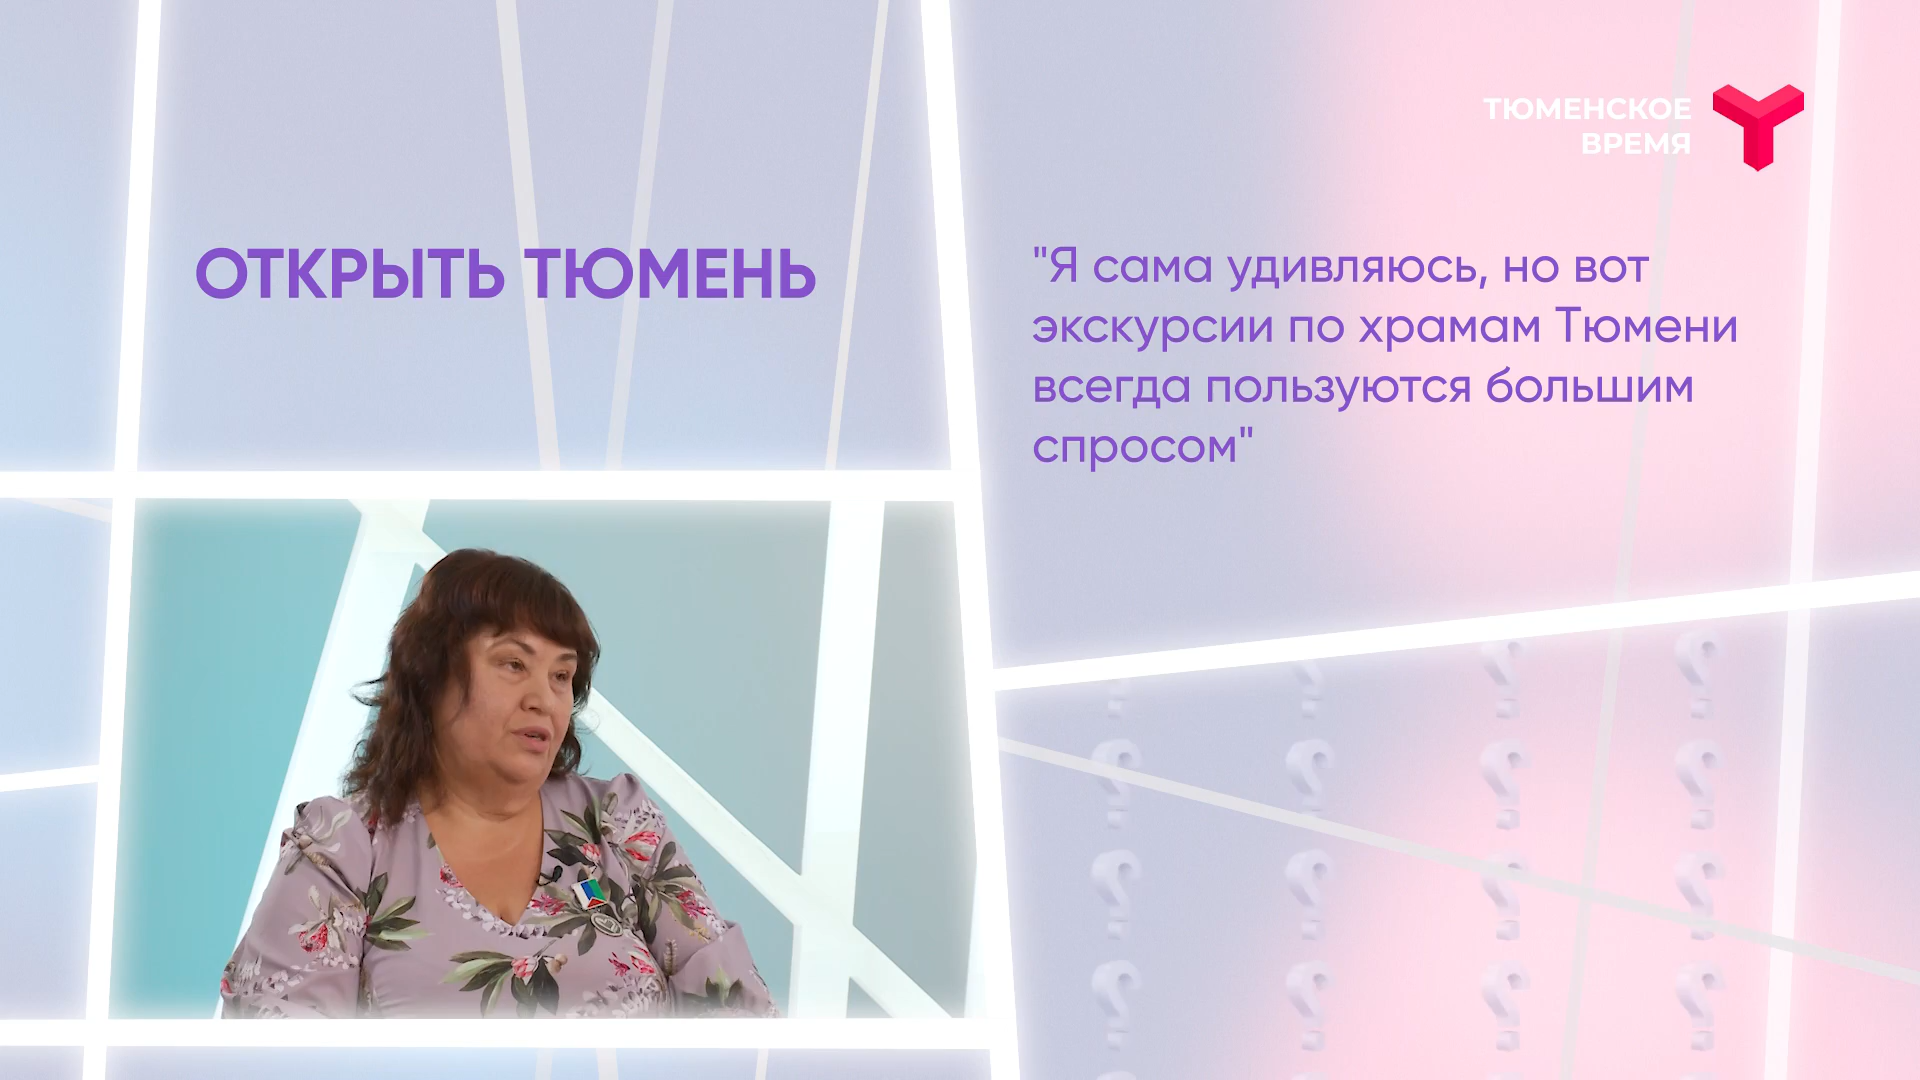 ТЮМЕНСКОЕ
ВРЕМЯ
ОТКРЫТЬ ТЮМЕНЬ
"Я сама удивляюсь, но вот
экскурсии по храмам Тюмени
всегда пользуются большим
спросом"